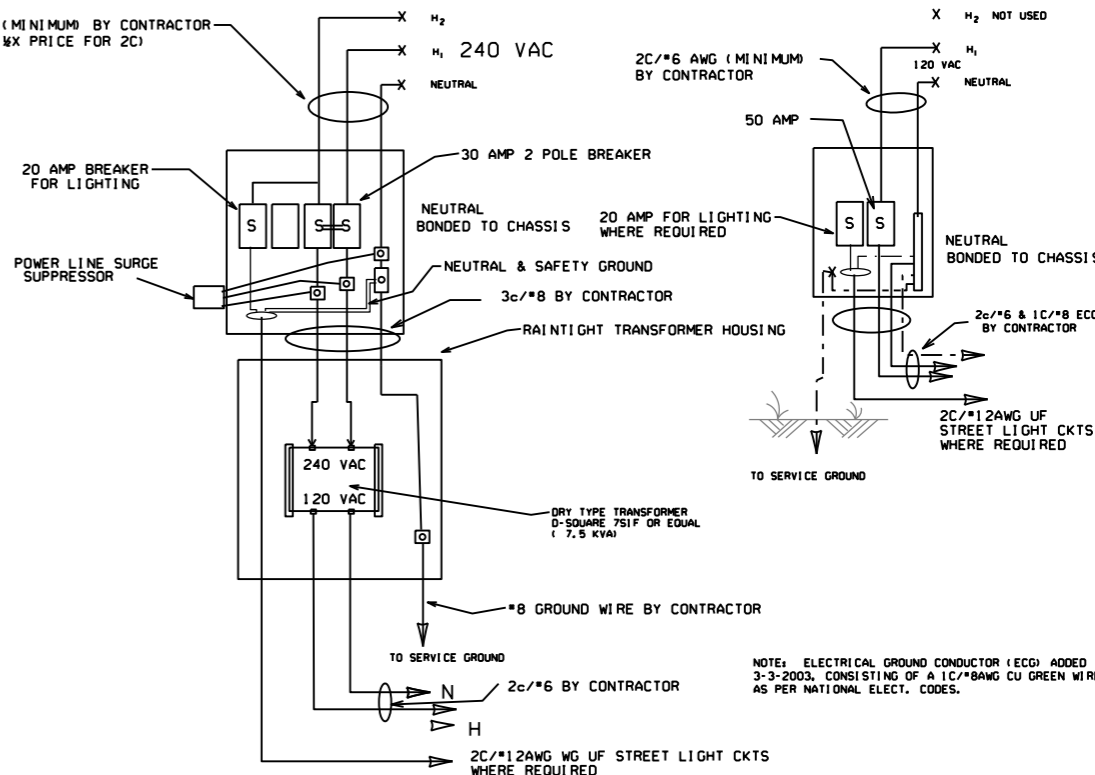 (MINIMUM) BY CONTRACTOR
½X PRICE FOR 2C)
H₂
H₁ 240 VAC
NEUTRAL
20 AMP BREAKER
FOR LIGHTING
30 AMP 2 POLE BREAKER
S
S
S
NEUTRAL
BONDED TO CHASSIS
POWER LINE SURGE
SUPPRESSOR
NEUTRAL & SAFETY GROUND
3c/#8 BY CONTRACTOR
RAINTIGHT TRANSFORMER HOUSING
240 VAC
120 VAC
DRY TYPE TRANSFORMER
D-SQUARE 7S1F OR EQUAL
( 7.5 KVA)
#8 GROUND WIRE BY CONTRACTOR
TO SERVICE GROUND
2c/#6 BY CONTRACTOR
N
H
2C/#12AWG WG UF STREET LIGHT CKTS
WHERE REQUIRED
H₂ NOT USED
H₁
120 VAC
NEUTRAL
2C/#6 AWG (MINIMUM)
BY CONTRACTOR
50 AMP
20 AMP FOR LIGHTING
WHERE REQUIRED
S
S
NEUTRAL
BONDED TO CHASSIS
2c/#6 & 1C/#8 ECG
BY CONTRACTOR
2C/#12AWG UF
STREET LIGHT CKTS
WHERE REQUIRED
TO SERVICE GROUND
NOTE: ELECTRICAL GROUND CONDUCTOR (ECG) ADDED
3-3-2003, CONSISTING OF A 1C/#8AWG CU GREEN WIRE
AS PER NATIONAL ELECT. CODES.